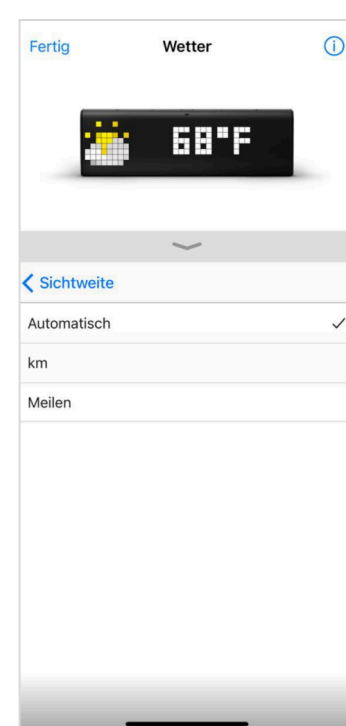 Fertig Wetter
68°F
Sichtweite
Automatisch
km
Meilen